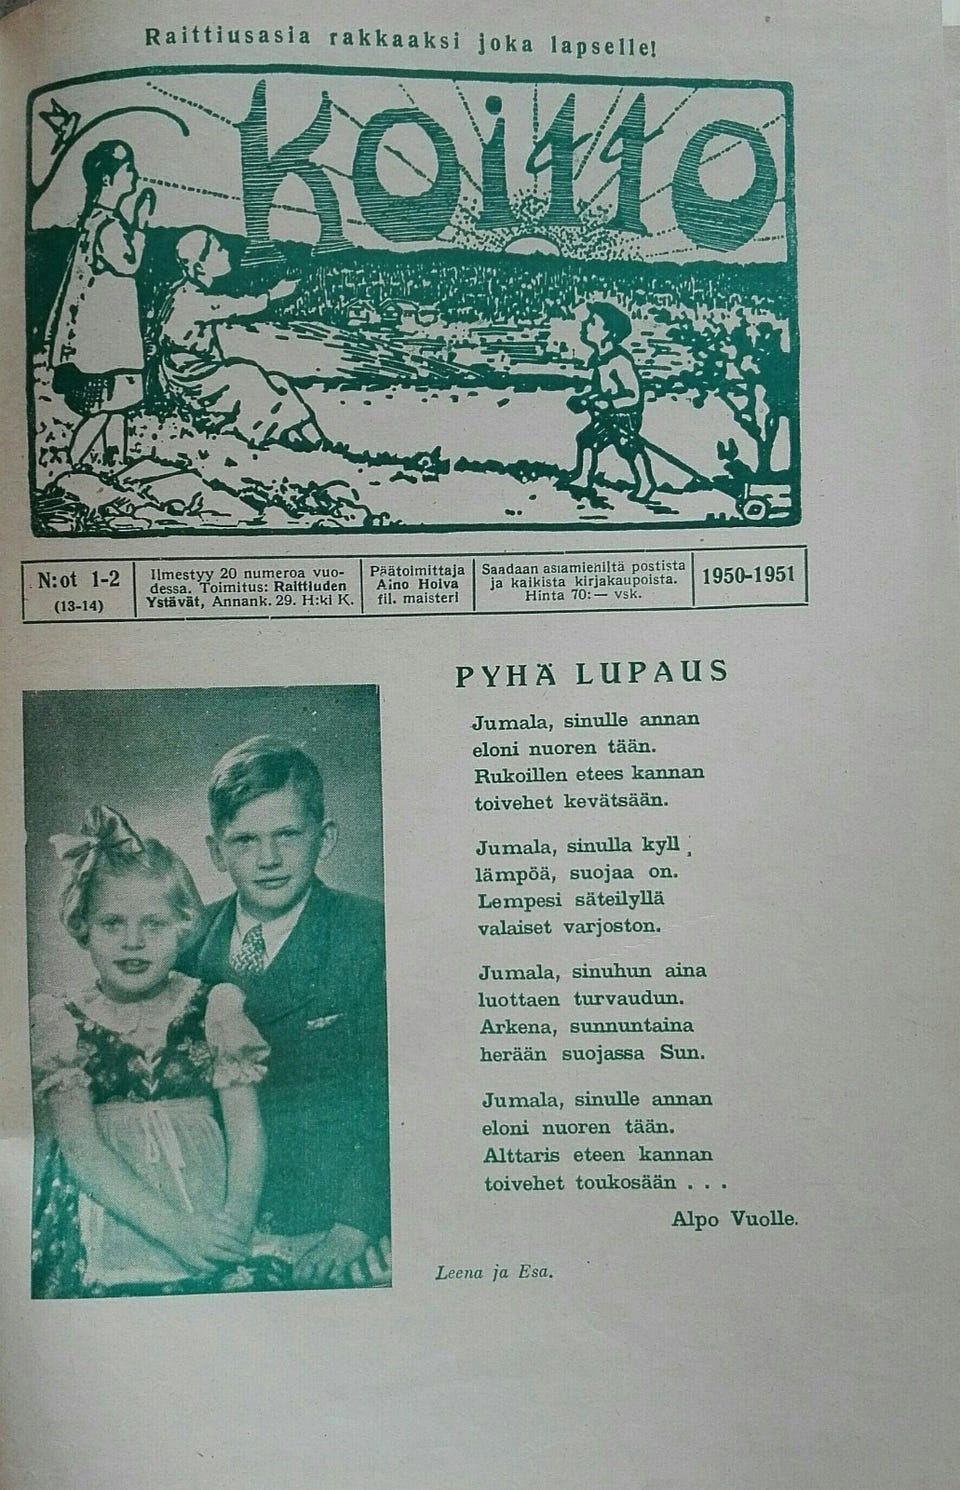 Raittiusasia rakkaaksi joka lapselle!
Koitto
N:ot 1-2
(13-14)
Ilmestyy 20 numeroa vuo-
dessa. Toimitus: Raittiuden
Ystävät, Annank. 29. H:ki K.
Päätoimittaja
Aino Hoiva
fil. maisteri
Saadaan asiamieniltä postista
ja kaikista kirjakaupoista.
Hinta 70:— vsk.
1950-1951
PYHÄ LUPAUS
Jumala, sinulle annan
eloni nuoren tään.
Rukoillen etees kannan
toivehet kevätsään.
Jumala, sinulla kyll
lämpöä, suojaa on.
Lempesi säteilyllä
valaiset varjoston.
Jumala, sinuhun aina
luottaen turvaudun.
Arkena, sunnuntaina
herään suojassa Sun.
Jumala, sinulle annan
eloni nuoren tään.
Alttaris eteen kannan
toivehet toukosään . . .
Alpo Vuolle.
Leena ja Esa.